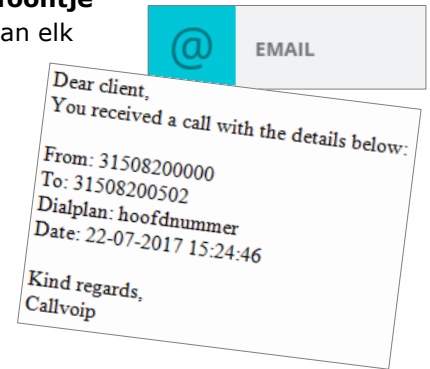 an elk
@ EMAIL
Dear client,
You received a call with the details below:
From: 31508200000
To: 31508200502
Dialplan: hoofdnummer
Date: 22-07-2017 15:24:46
Kind regards,
Callvoip